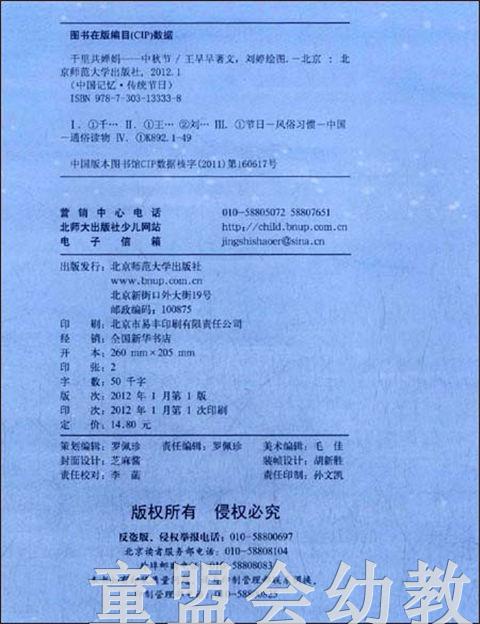 图书在版编目(CIP)数据
千里共婵娟——中秋节 / 王早早著文，刘婷绘图．—北京 ：北
京师范大学出版社，2012.1
（中国记忆·传统节日）
ISBN 978-7-303-13333-8
Ⅰ．①千… Ⅱ．①王… ②刘… Ⅲ．①节日－风俗习惯－中国
－通俗读物 Ⅳ．①K892.1-49
中国版本图书馆CIP数据核字(2011)第160617号
营销中心电话 010-58805072 58807651
北师大出版社少儿网站 http://child.bnup.com.cn
电子信箱 jingshishaoer@sina.cn
出版发行：北京师范大学出版社
www.bnup.com.cn
北京新街口外大街19号
邮政编码：100875
印 刷：北京市易丰印刷有限责任公司
经 销：全国新华书店
开 本：260 mm×205 mm
印 张：2
字 数：50 千字
版 次：2012 年 1 月第 1 版
印 次：2012 年 1 月第 1 次印刷
定 价：14.80 元
策划编辑：罗佩珍 责任编辑：罗佩珍 美术编辑：毛 佳
封面设计：芝麻酱 装帧设计：胡新胜
责任校对：李 菡 责任印制：孙文凯
版权所有 侵权必究
反盗版、侵权举报电话：010-58800697
北京读者服务部电话：010-58808104
童盟会幼教